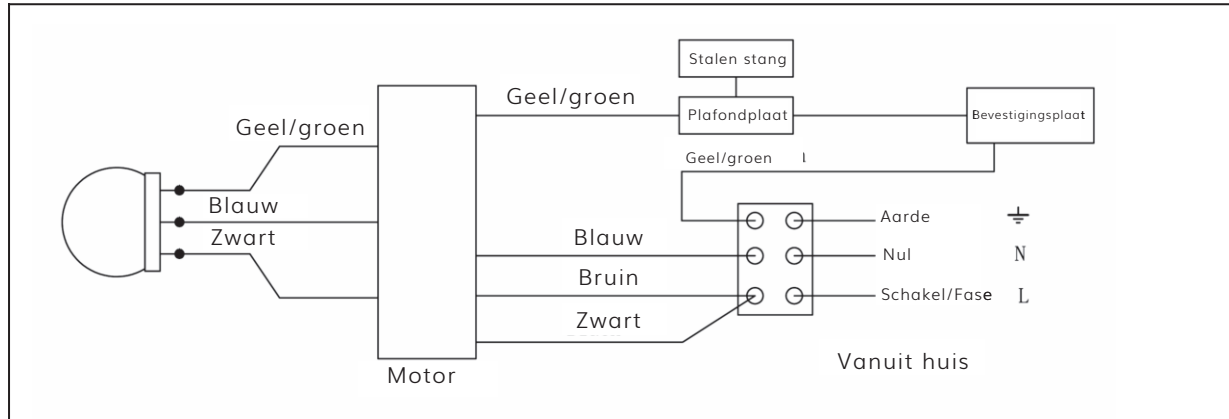 Stalen stang
Geel/groen
Plafondplaat
Bevestigingsplaat
Geel/groen
Geel/groen
Blauw
Zwart
Aarde
Blauw
Nul N
Bruin
Schakel/Fase L
Zwart
Vanuit huis
Motor